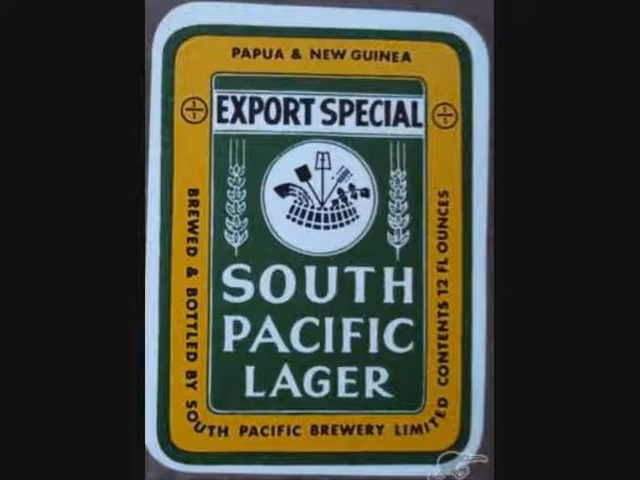 PAPUA & NEW GUINEA
EXPORT SPECIAL
SOUTH
PACIFIC
LAGER
BREWED & BOTTLED BY SOUTH PACIFIC BREWERY LIMITED CONTENTS 12 FL OUNCES